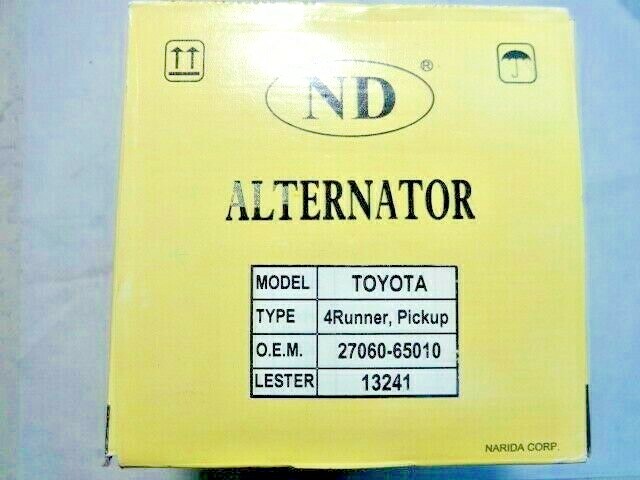 ND®
ALTERNATOR
MODEL TOYOTA
TYPE 4Runner, Pickup
O.E.M. 27060-65010
LESTER 13241
NARIDA CORP.